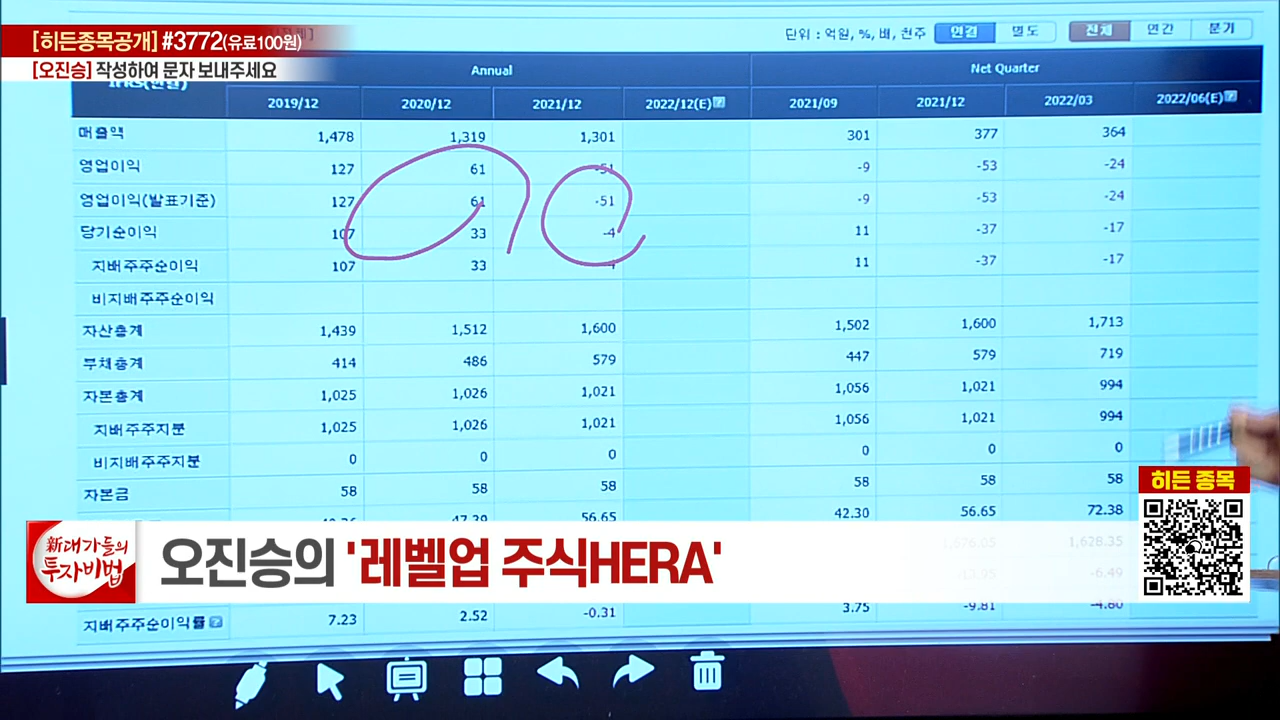 [히든종목공개] #3772(유료100원)
[오진승] 작성하여 문자 보내주세요
단위 : 억원, %, 배, 천주 연결 별도 전체 연간 분기
Annual Net Quarter
2019/12 2020/12 2021/12 2022/12(E) 2021/09 2021/12 2022/03 2022/06(E)
매출액 1,478 1,319 1,301 301 377 364
영업이익 127 61 -51 -9 -53 -24
영업이익(발표기준) 127 61 -51 -9 -53 -24
당기순이익 107 33 -4 11 -37 -17
지배주주순이익 107 33 -4 11 -37 -17
비지배주주순이익
자산총계 1,439 1,512 1,600 1,502 1,600 1,713
부채총계 414 486 579 447 579 719
자본총계 1,025 1,026 1,021 1,056 1,021 994
지배주주지분 1,025 1,026 1,021 1,056 1,021 994
비지배주주지분 0 0 0 0 0 0
자본금 58 58 58 58 58 58
47.39 56.65 42.30 56.65 72.38
1,628.35
-6.49
지배주주순이익률 7.23 2.52 -0.31 3.75 -9.81 -4.80
히든 종목
新대가들의
투자비법
오진승의 '레벨업 주식HERA'